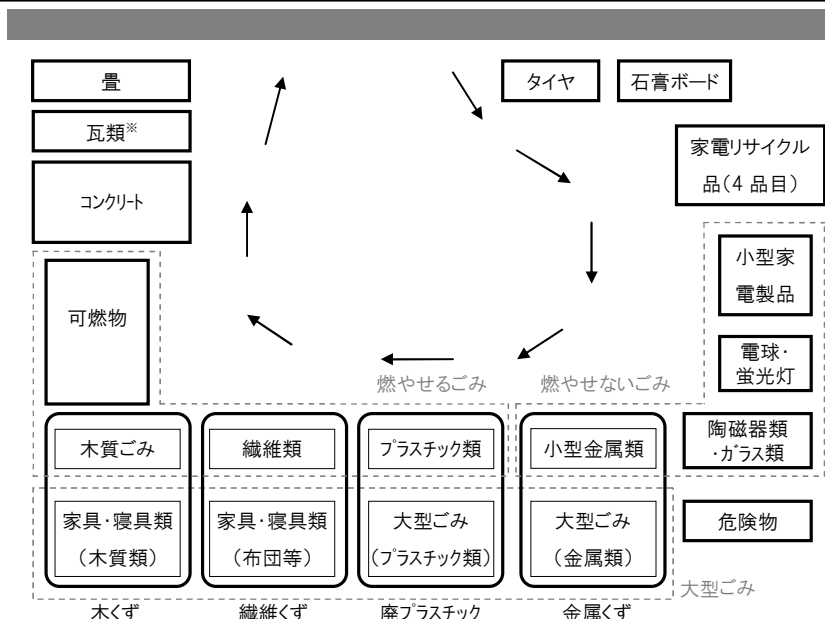 畳
タイヤ
石膏ボード
瓦類※
家電リサイクル
品(4品目)
コンクリート
小型家
電製品
可燃物
電球・
蛍光灯
燃やせるごみ
燃やせないごみ
木質ごみ
繊維類
プラスチック類
小型金属類
陶磁器類
・ガラス類
家具・寝具類
(木質類)
家具・寝具類
(布団等)
大型ごみ
(プラスチック類)
大型ごみ
(金属類)
危険物
大型ごみ
木くず
繊維くず
廃プラスチック
金属くず